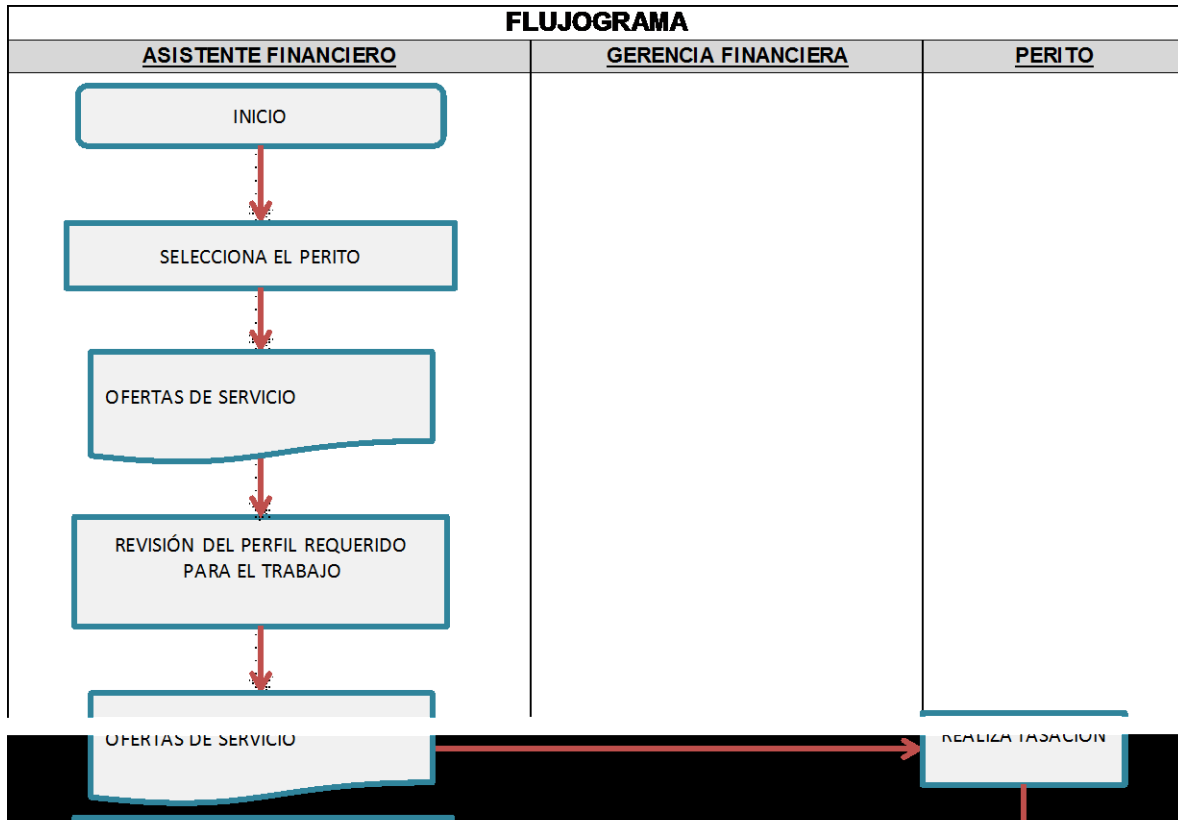 FLUJOGRAMA
ASISTENTE FINANCIERO GERENCIA FINANCIERA PERITO
INICIO
SELECCIONA EL PERITO
OFERTAS DE SERVICIO
REVISIÓN DEL PERFIL REQUERIDO
PARA EL TRABAJO
OFERTAS DE SERVICIO
REALIZA TASACION